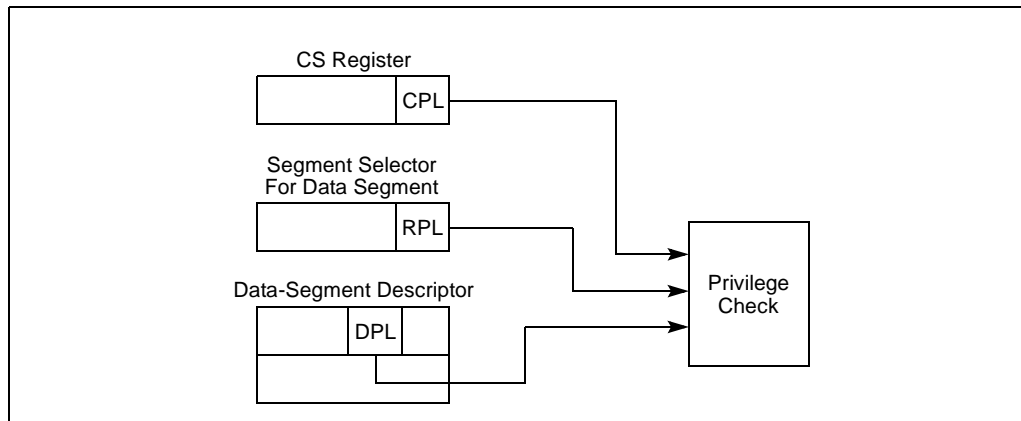 CS Register
CPL
Segment Selector
For Data Segment
RPL
Data-Segment Descriptor
DPL
Privilege
Check